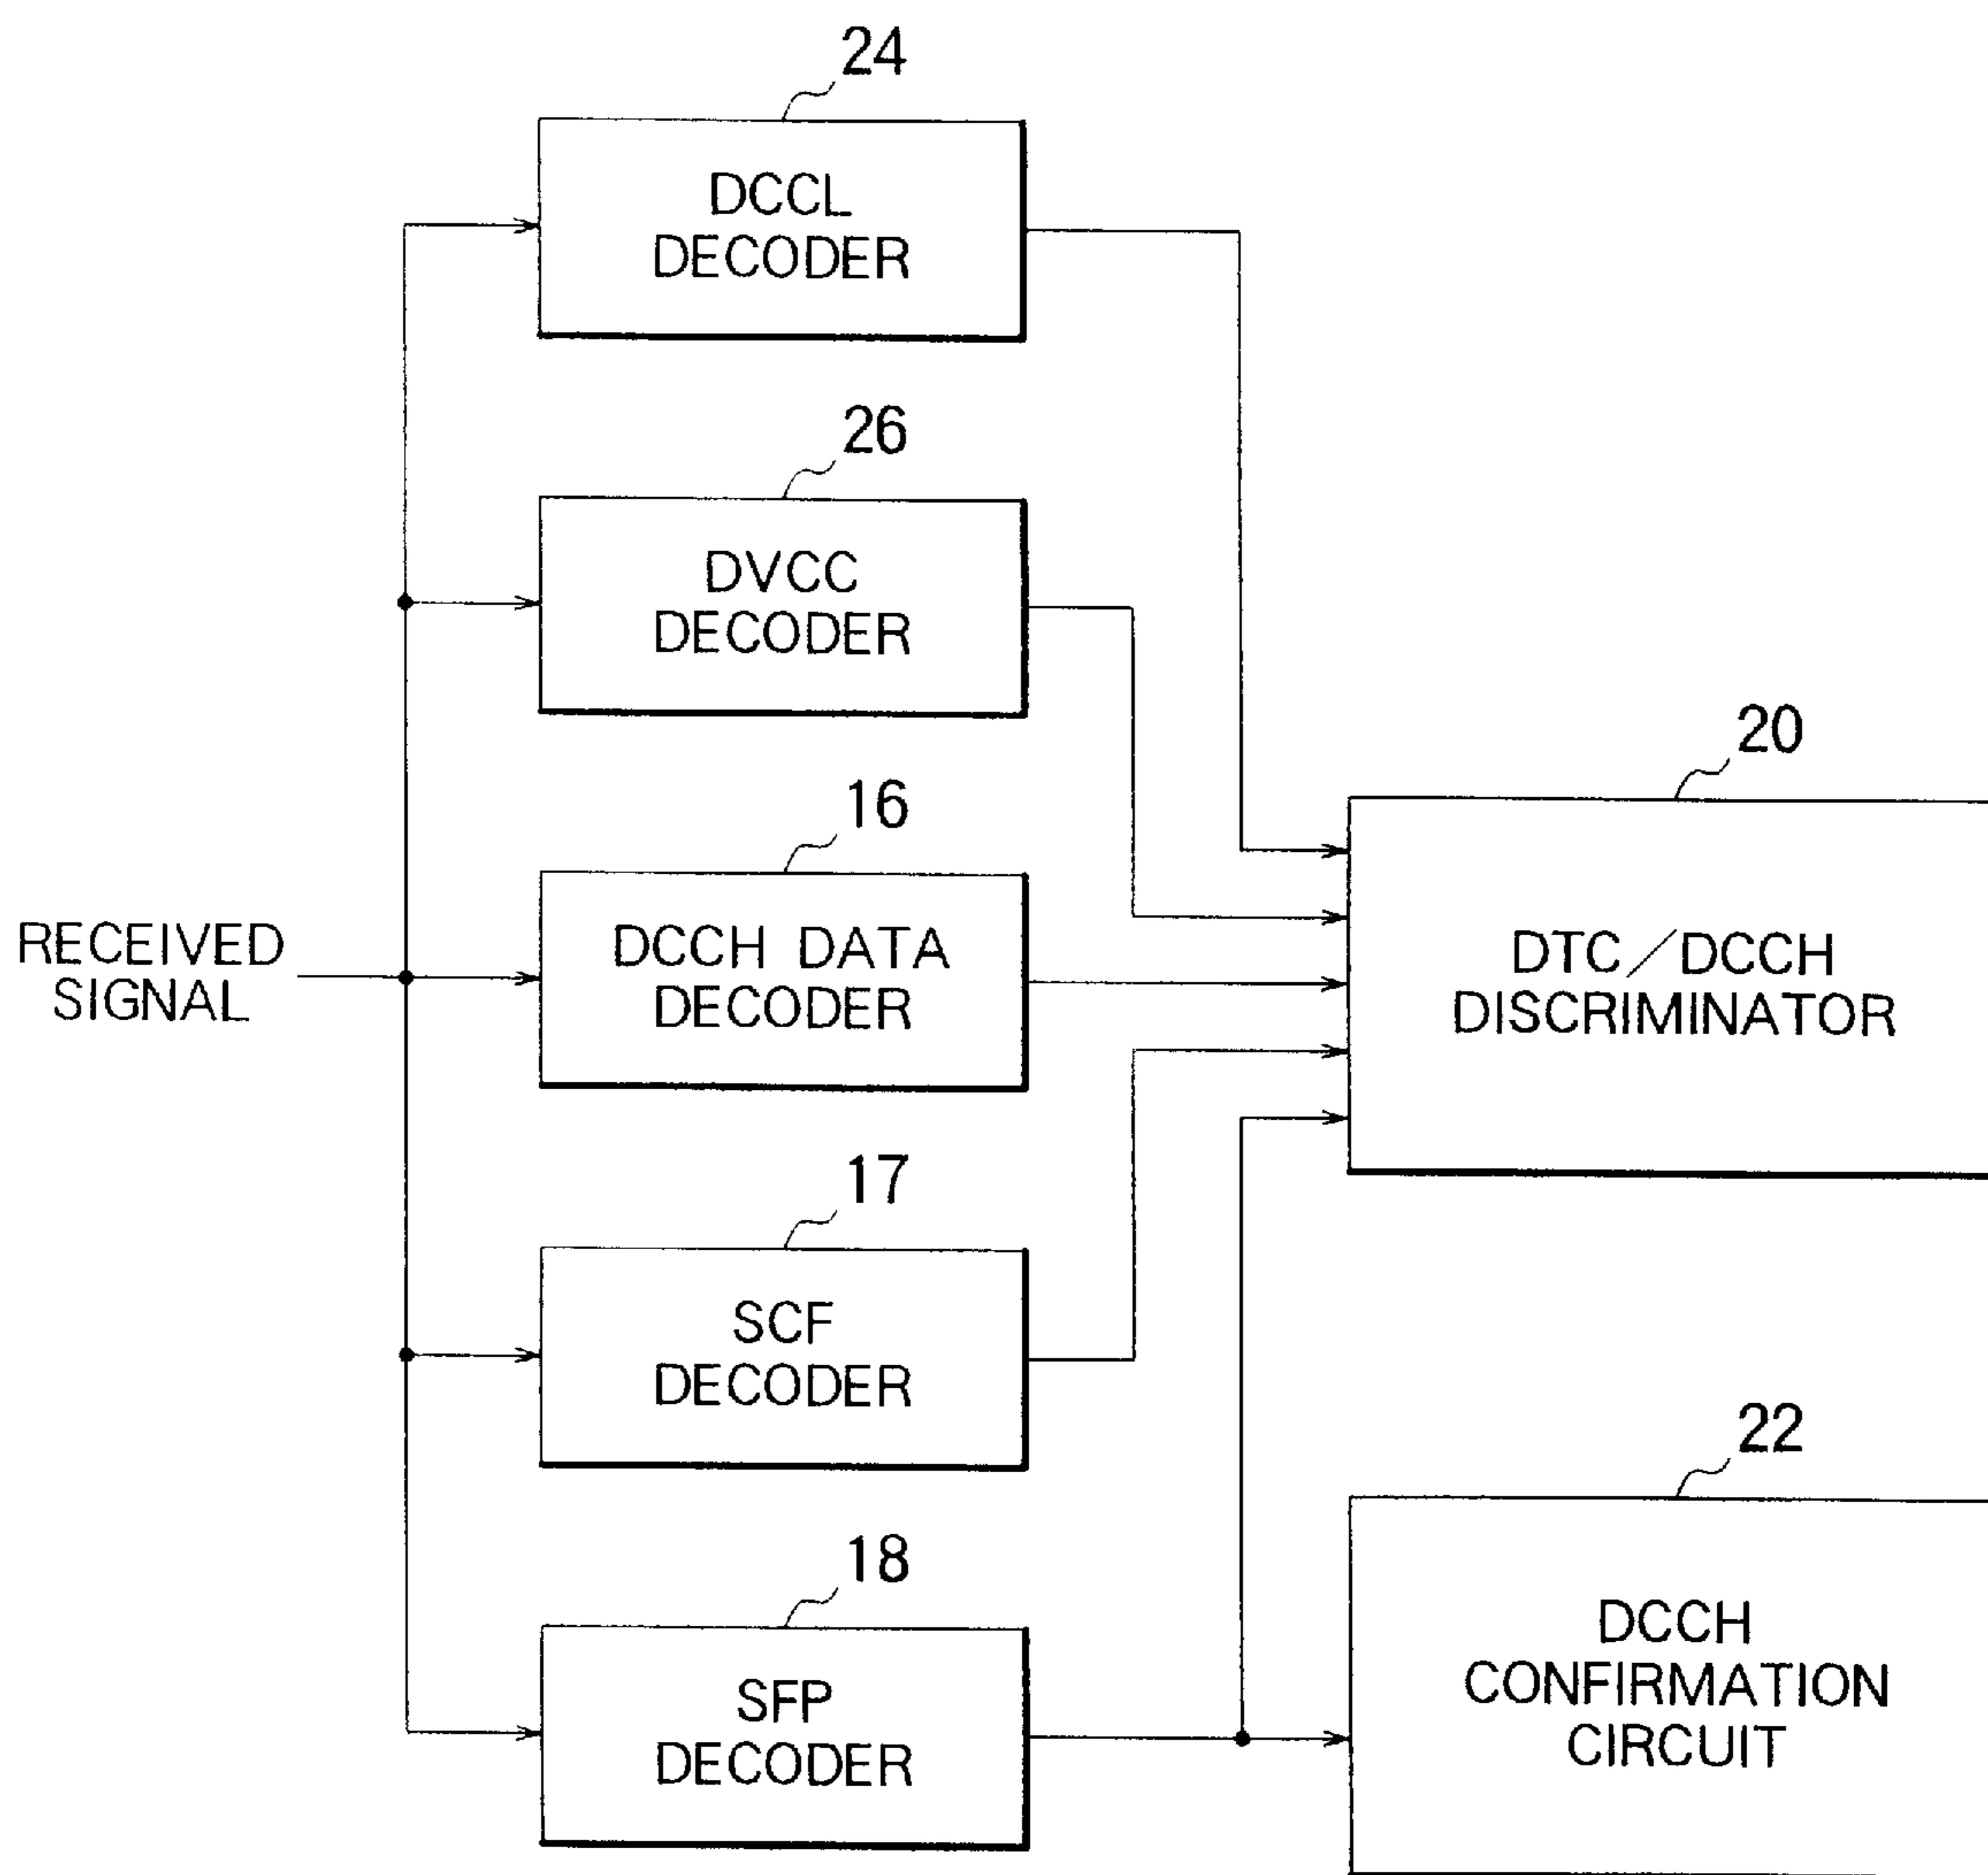 24
DCCL
DECODER
26
DVCC
DECODER
20
16
RECEIVED
SIGNAL
DCCH DATA
DECODER
DTC/DCCH
DISCRIMINATOR
17
SCF
DECODER
22
18
SFP
DECODER
DCCH
CONFIRMATION
CIRCUIT